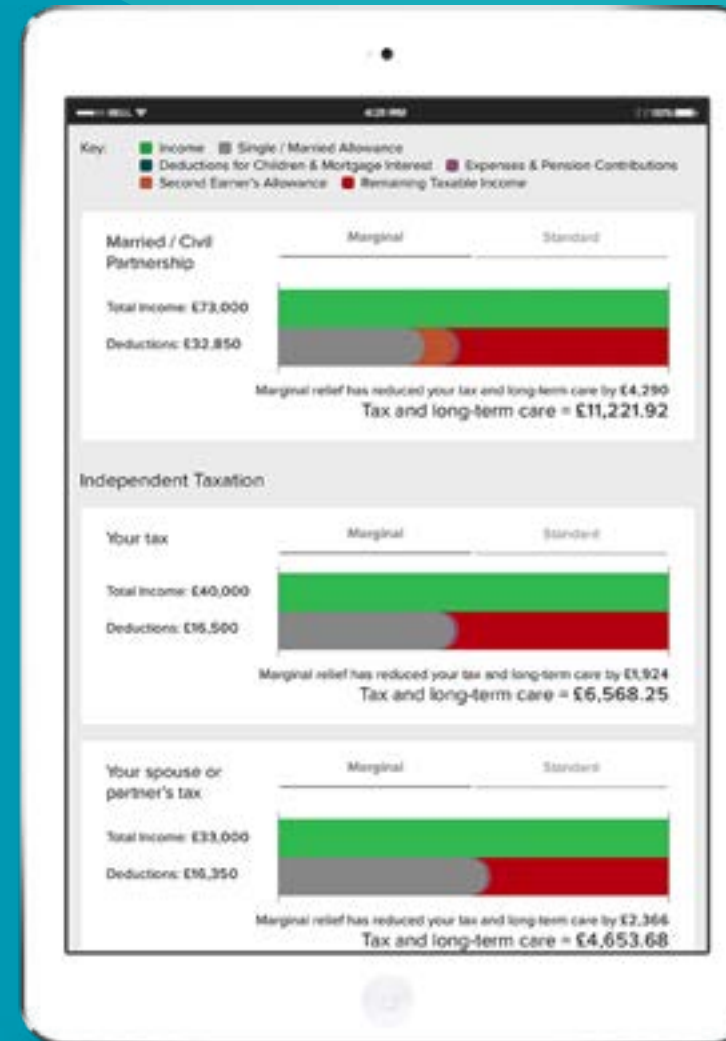 4:21 PM
Key: Income Single / Married Allowance
Deductions for Children & Mortgage Interest Expenses & Pension Contributions
Second Earner's Allowance Remaining Taxable Income
Married / Civil Partnership
Marginal Standard
Total Income: £73,000
Deductions: £32,850
Marginal relief has reduced your tax and long-term care by £4,290
Tax and long-term care = £11,221.92
Independent Taxation
Your tax
Marginal Standard
Total Income: £40,000
Deductions: £16,500
Marginal relief has reduced your tax and long-term care by £1,924
Tax and long-term care = £6,568.25
Your spouse or
partner's tax
Marginal Standard
Total Income: £33,000
Deductions: £16,350
Marginal relief has reduced your tax and long-term care by £2,366
Tax and long-term care = £4,653.68